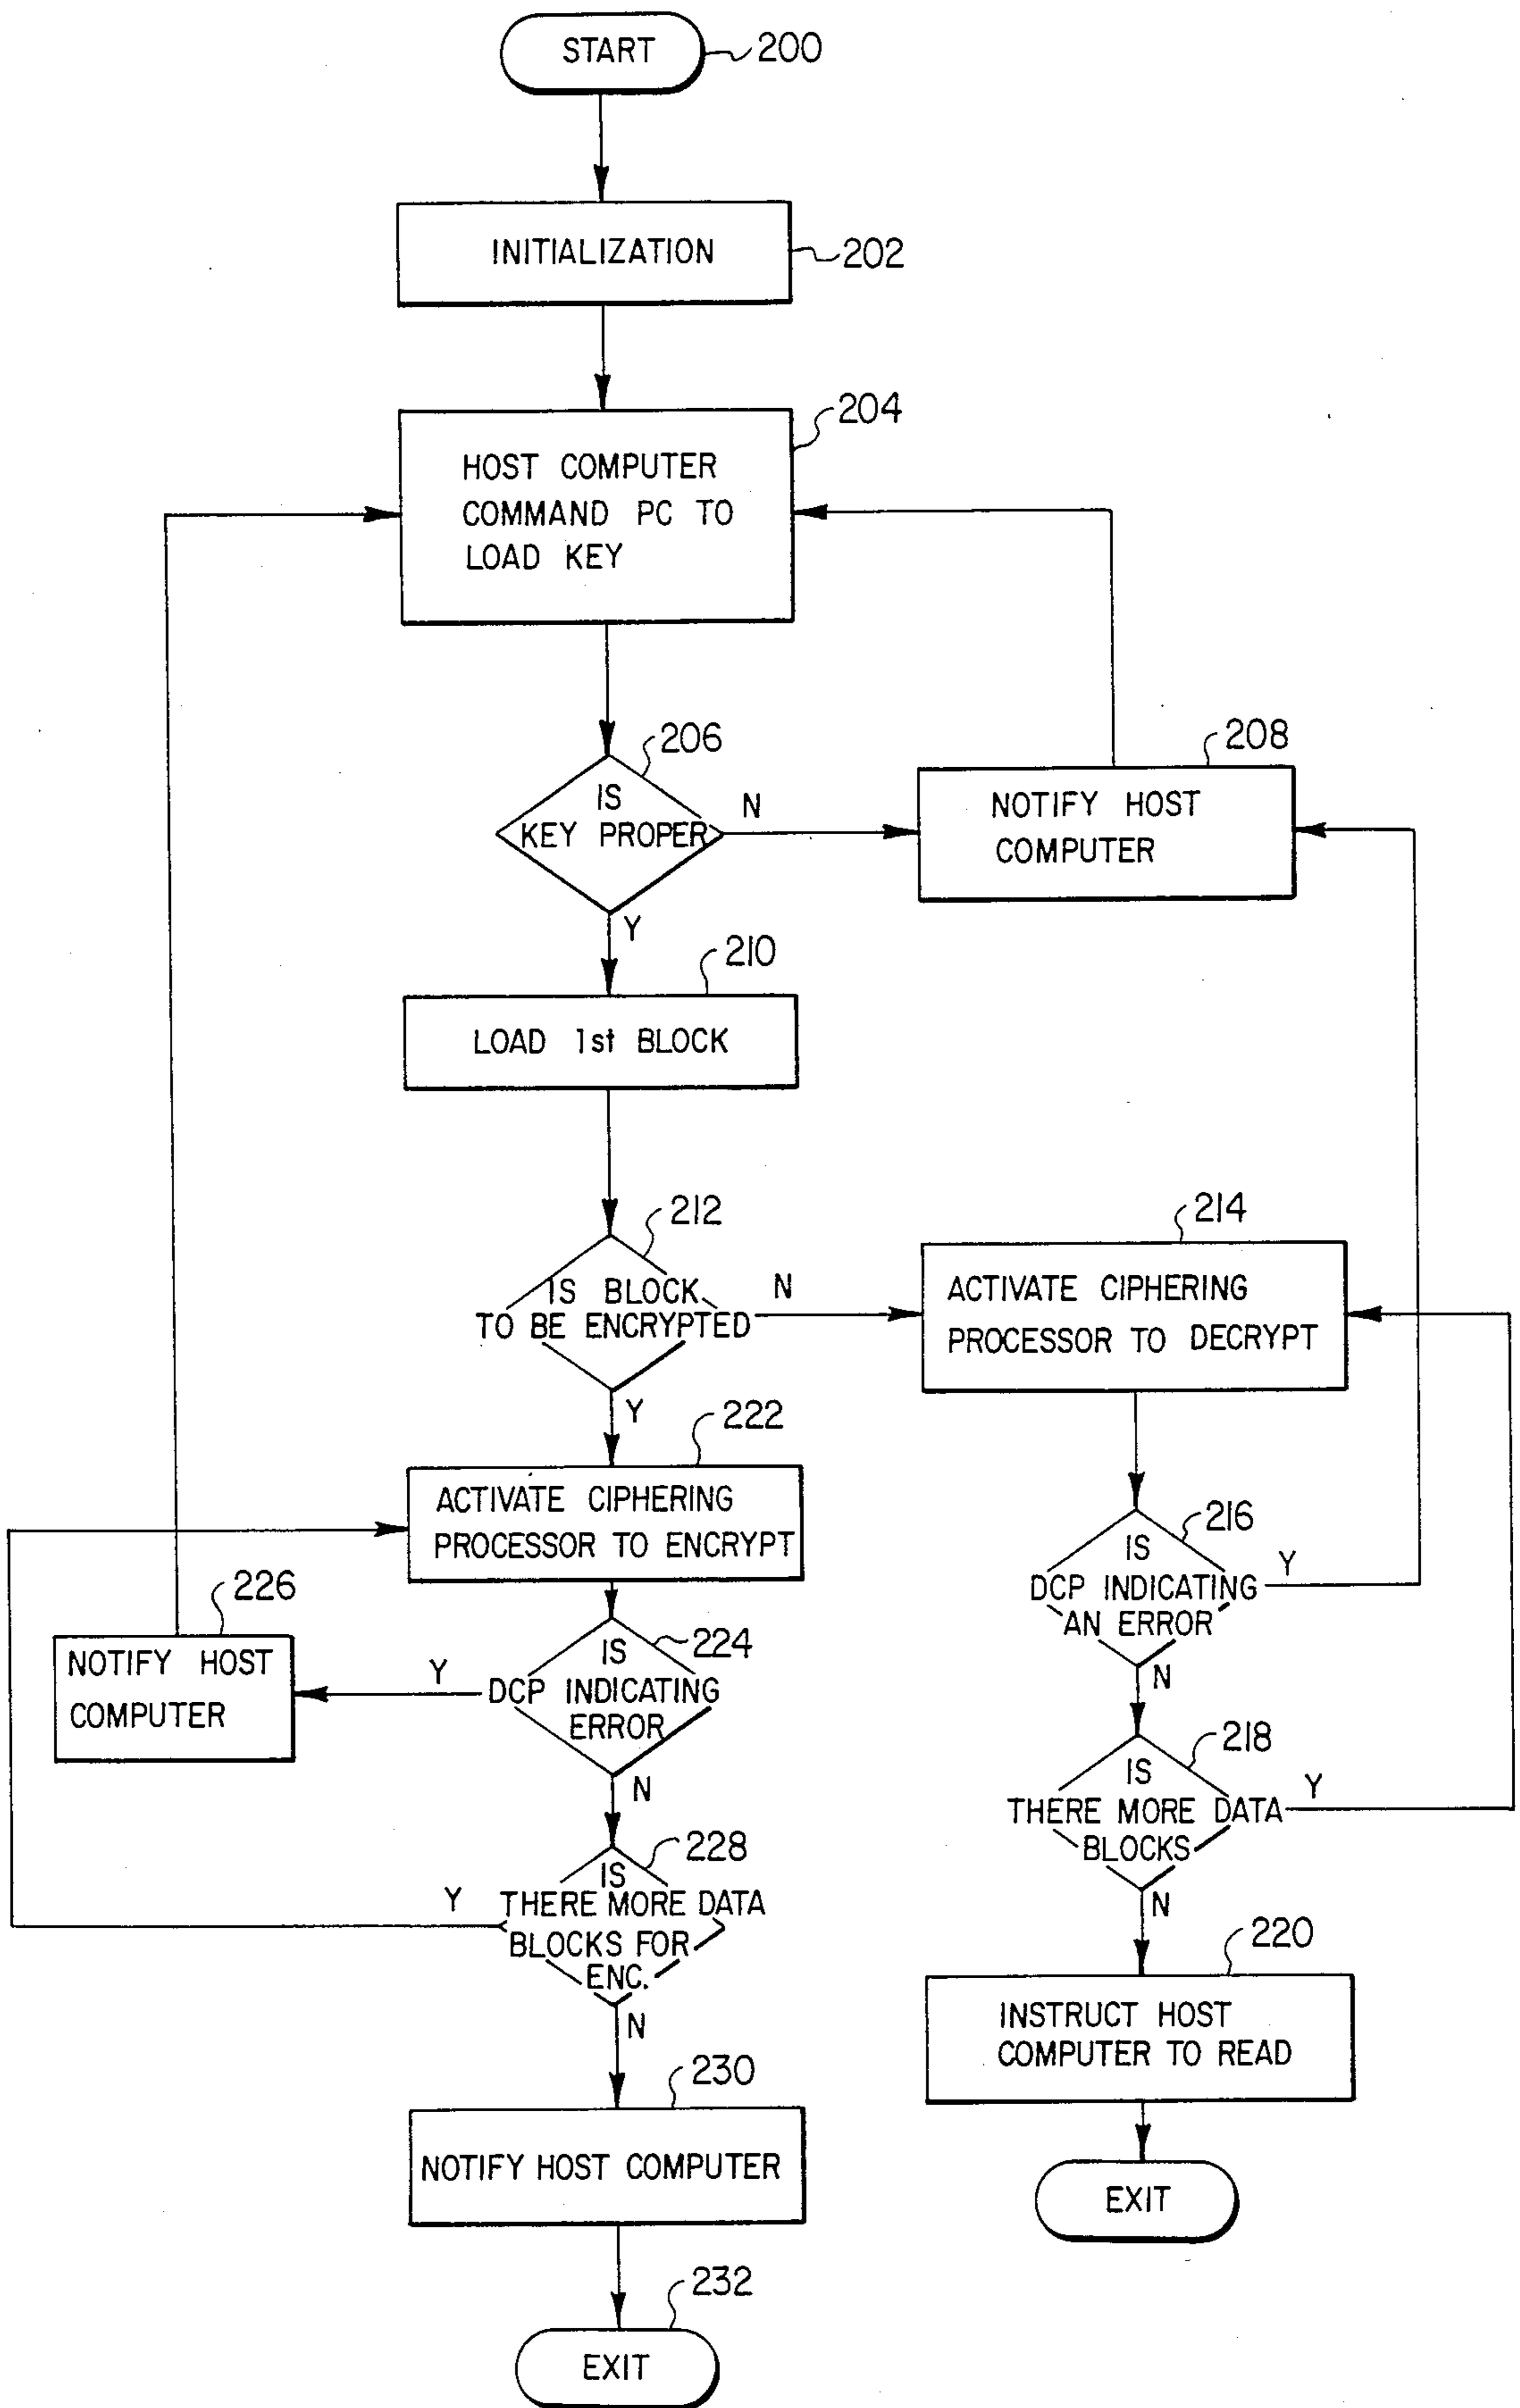 START
200
INITIALIZATION
202
204
HOST COMPUTER
COMMAND PC TO
LOAD KEY
206
IS
KEY PROPER
N
Y
208
NOTIFY HOST
COMPUTER
210
LOAD 1st BLOCK
212
IS BLOCK
TO BE ENCRYPTED
N
Y
214
ACTIVATE CIPHERING
PROCESSOR TO DECRYPT
222
ACTIVATE CIPHERING
PROCESSOR TO ENCRYPT
216
IS
DCP INDICATING
AN ERROR
Y
N
226
NOTIFY HOST
COMPUTER
224
IS
DCP INDICATING
ERROR
Y
N
218
IS
THERE MORE DATA
BLOCKS
Y
N
228
IS
THERE MORE DATA
BLOCKS FOR
ENC.
Y
N
220
INSTRUCT HOST
COMPUTER TO READ
230
NOTIFY HOST COMPUTER
EXIT
232
EXIT